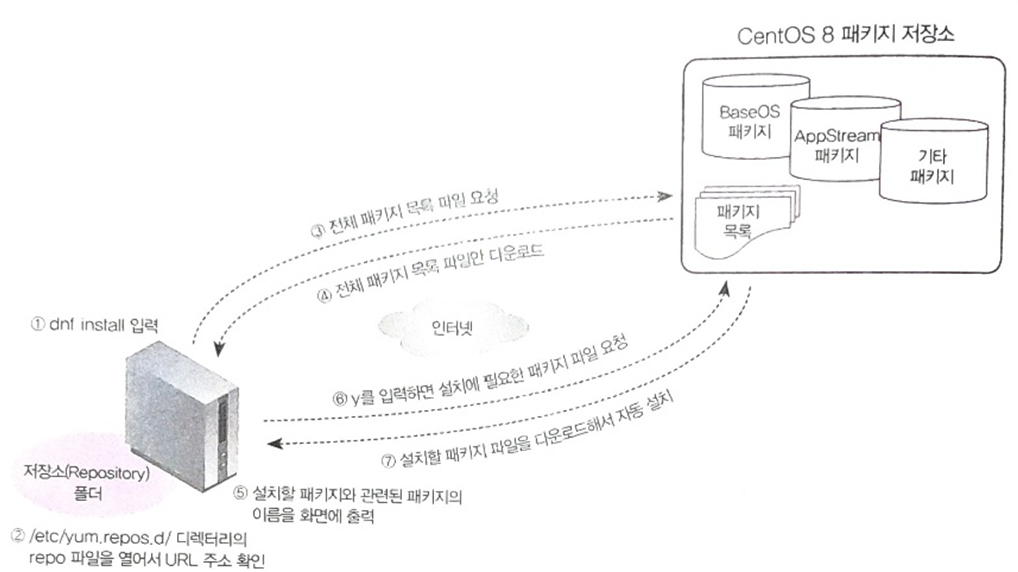 CentOS 8 패키지 저장소
BaseOS
패키지
AppStream
패키지
기타
패키지
패키지
목록
③ 전체 패키지 목록 파일 요청
④ 전체 패키지 목록 파일만 다운로드
① dnf install 입력
인터넷
⑥ y를 입력하면 설치에 필요한 패키지 파일 요청
⑦ 설치할 패키지 파일을 다운로드해서 자동 설치
저장소(Repository)
폴더
⑤ 설치할 패키지와 관련된 패키지의
이름을 화면에 출력
② /etc/yum.repos.d/ 디렉터리의
repo 파일을 열어서 URL 주소 확인